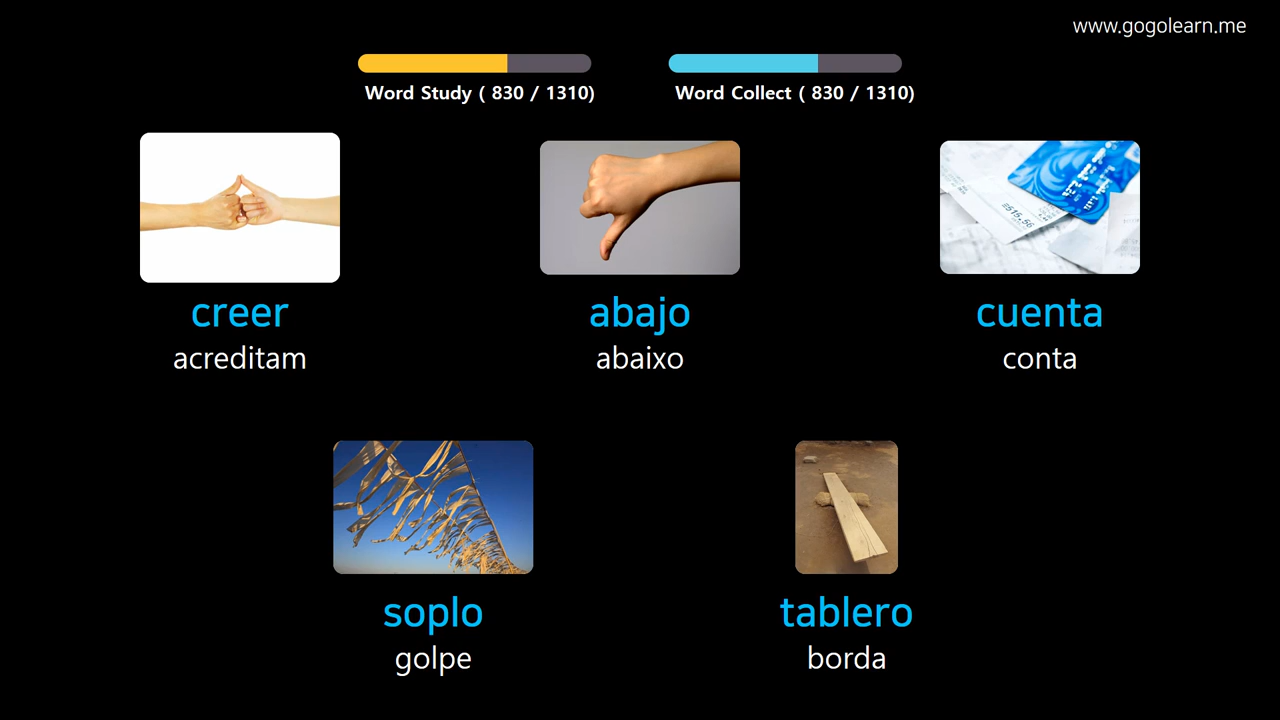 www.gogolearn.me
Word Study ( 830 / 1310)
Word Collect ( 830 / 1310)
creer
abajo
cuenta
acreditam
abaixo
conta
soplo
tablero
golpe
borda